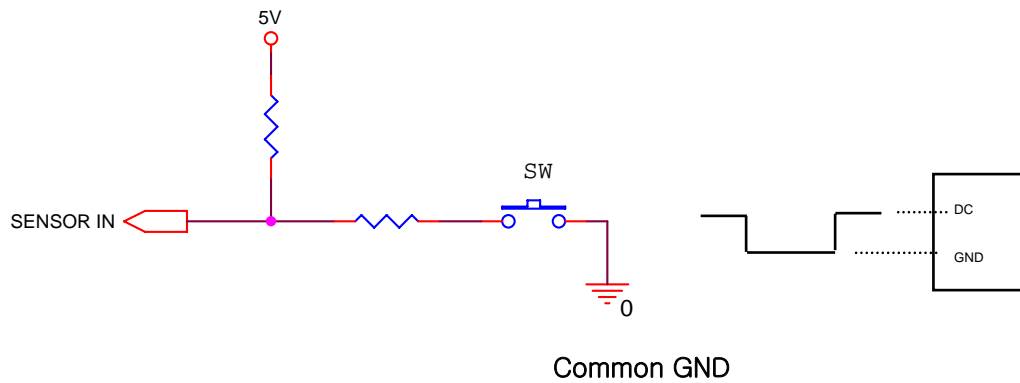 5V
SW
SENSOR IN
DC
GND
0
Common GND